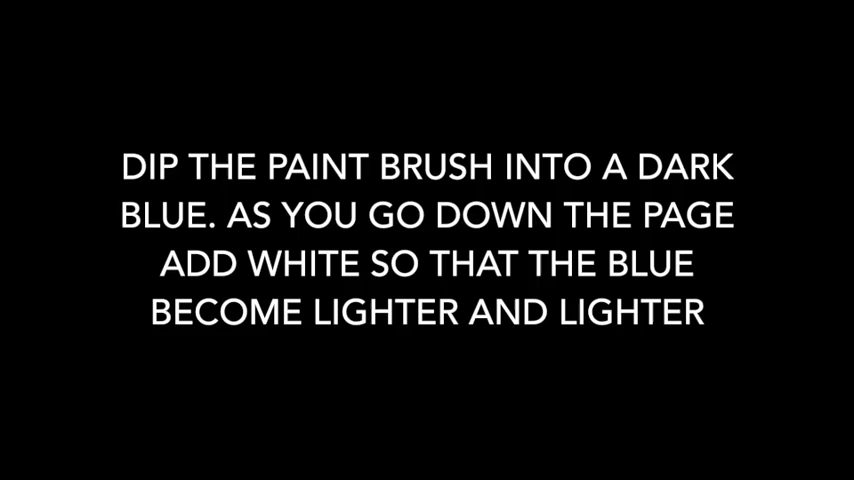 DIP THE PAINT BRUSH INTO A DARK
BLUE. AS YOU GO DOWN THE PAGE
ADD WHITE SO THAT THE BLUE
BECOME LIGHTER AND LIGHTER